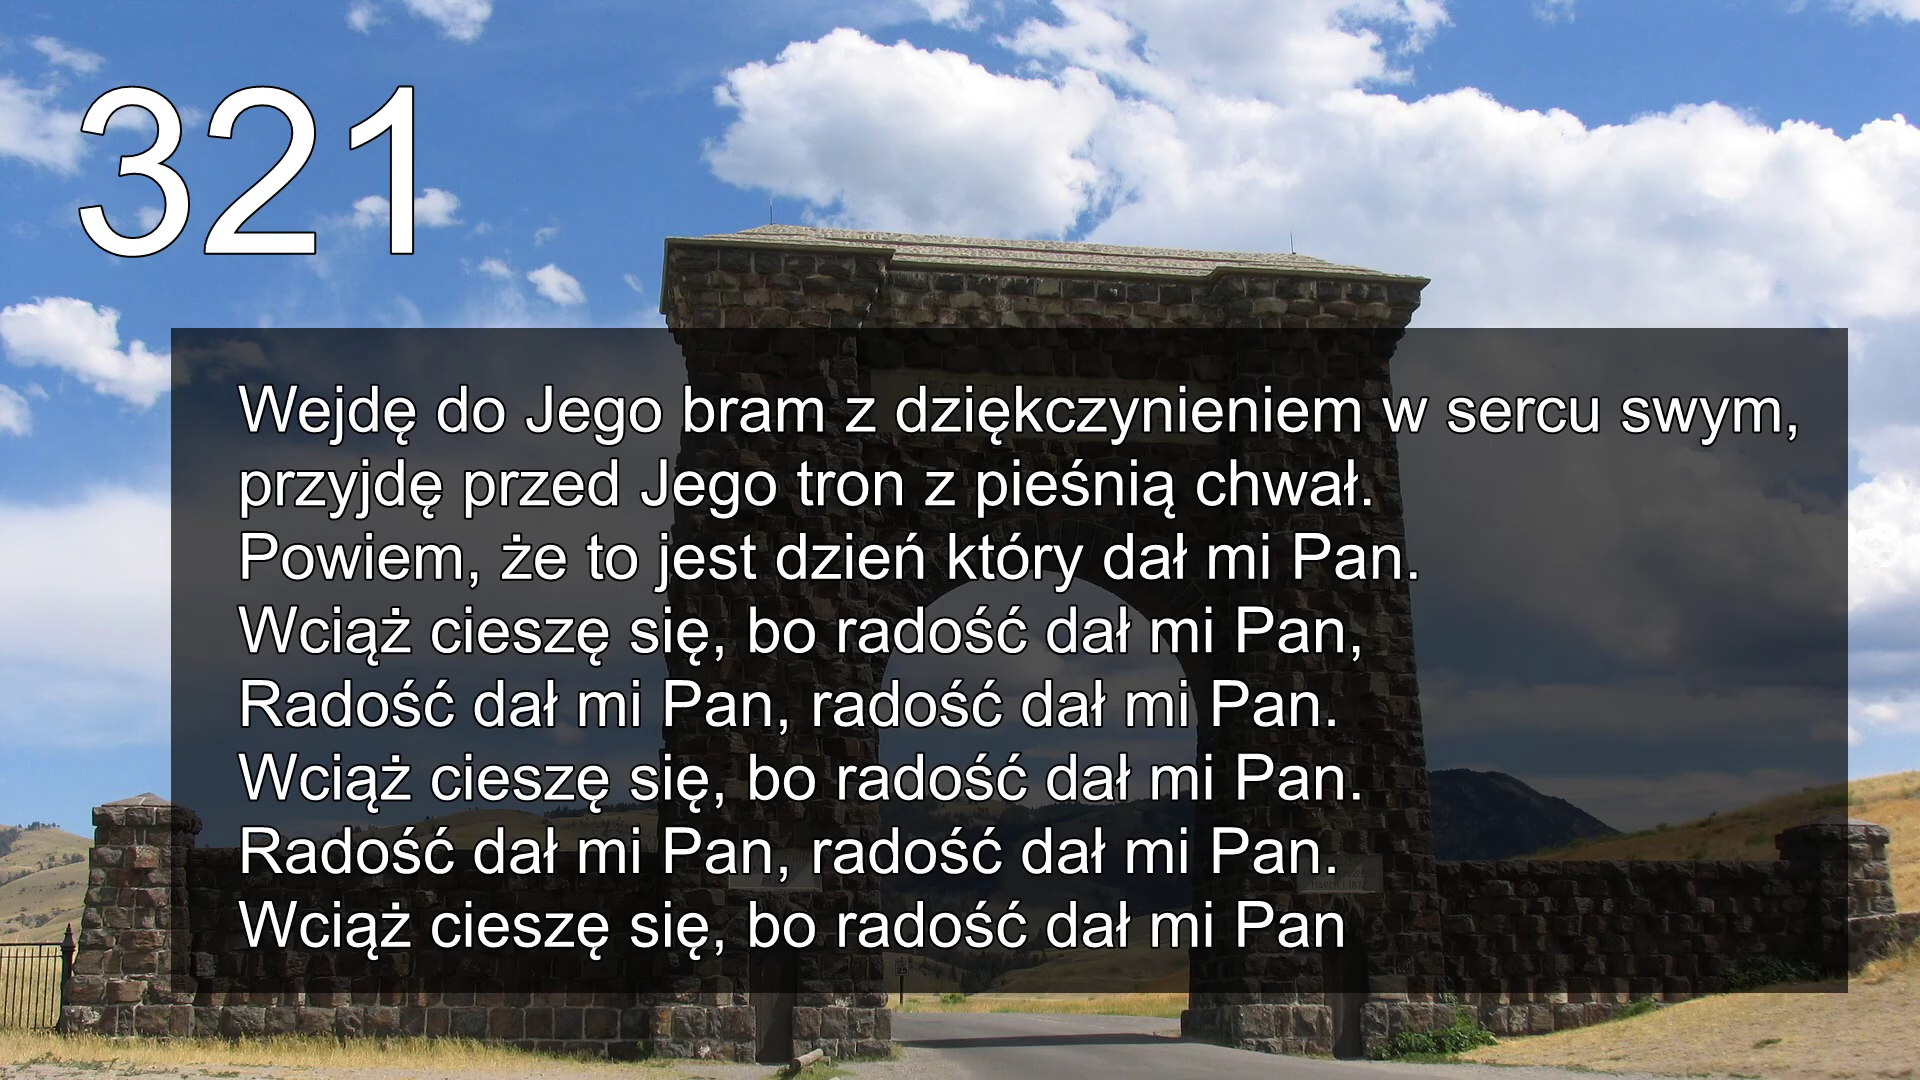 321
Wejdę do Jego bram z dziękczynieniem w sercu swym,
przyjdę przed Jego tron z pieśnią chwał.
Powiem, że to jest dzień który dał mi Pan.
Wciąż cieszę się, bo radość dał mi Pan,
Radość dał mi Pan, radość dał mi Pan.
Wciąż cieszę się, bo radość dał mi Pan.
Radość dał mi Pan, radość dał mi Pan.
Wciąż cieszę się, bo radość dał mi Pan